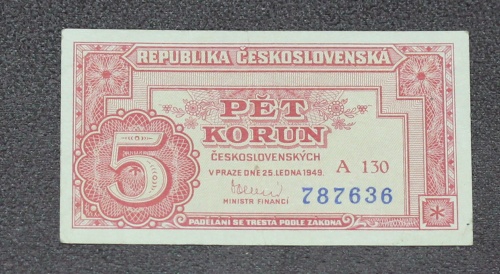 REPUBLIKA ČESKOSLOVENSKÁ
PĚT
KORUN
5
ČESKOSLOVENSKÝCH
A 130
V PRAZE DNE 25. LEDNA 1949.
787636
MINISTR FINANCÍ
PADĚLÁNÍ SE TRESTÁ PODLE ZÁKONA